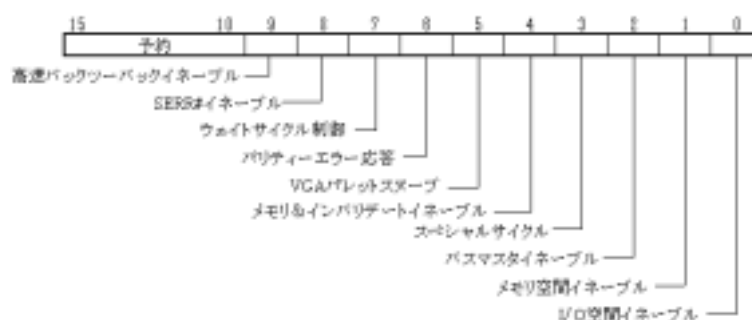 15 10 9 8 7 6 5 4 3 2 1 0
予約
高速バックツーバックイネーブル
SERR#イネーブル
ウェイトサイクル制御
パリティーエラー応答
VGAパレットスヌープ
メモリ&インバリデートイネーブル
スペシャルサイクル
バスマスタイネーブル
メモリ空間イネーブル
I/O空間イネーブル